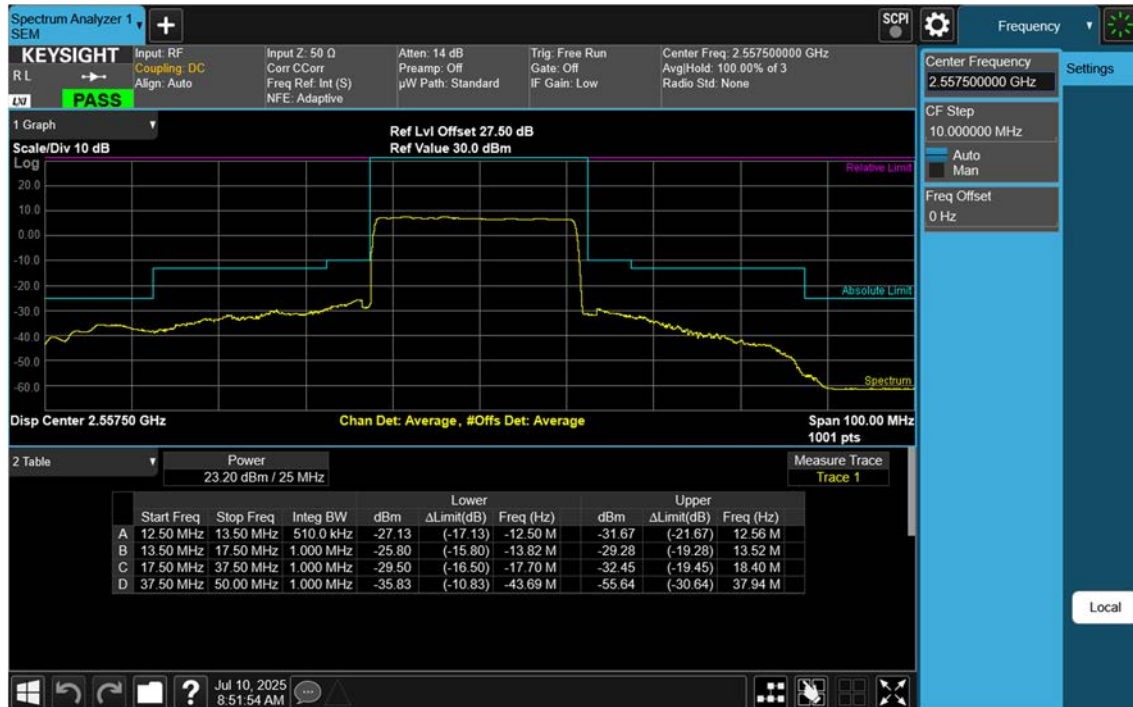 Spectrum Analyzer 1
SEM
SCPI
Frequency
KEYSIGHT
R L
LXI
PASS
Input: RF
Coupling: DC
Align: Auto
Input Z: 50 Ω
Corr CCorr
Freq Ref: Int (S)
NFE: Adaptive
Atten: 14 dB
Preamp: Off
µW Path: Standard
Trig: Free Run
Gate: Off
IF Gain: Low
Center Freq: 2.557500000 GHz
Avg|Hold: 100.00% of 3
Radio Std: None
Center Frequency
2.557500000 GHz
Settings
CF Step
10.000000 MHz
Auto
Man
Freq Offset
0 Hz
1 Graph
Scale/Div 10 dB
Ref Lvl Offset 27.50 dB
Ref Value 30.0 dBm
Log
Relative Limit
20.0
10.0
0.00
-10.0
-20.0
Absolute Limit
-30.0
-40.0
-50.0
-60.0
Spectrum
Disp Center 2.55750 GHz
Chan Det: Average, #Offs Det: Average
Span 100.00 MHz
1001 pts
2 Table
Power
23.20 dBm / 25 MHz
Measure Trace
Trace 1
Lower Upper
Start Freq Stop Freq Integ BW dBm ΔLimit(dB) Freq (Hz) dBm ΔLimit(dB) Freq (Hz)
A 12.50 MHz 13.50 MHz 510.0 kHz -27.13 (-17.13) -12.50 M -31.67 (-21.67) 12.56 M
B 13.50 MHz 17.50 MHz 1.000 MHz -25.80 (-15.80) -13.82 M -29.28 (-19.28) 13.52 M
C 17.50 MHz 37.50 MHz 1.000 MHz -29.50 (-16.50) -17.70 M -32.45 (-19.45) 18.40 M
D 37.50 MHz 50.00 MHz 1.000 MHz -35.83 (-10.83) -43.69 M -55.64 (-30.64) 37.94 M
Local
?
Jul 10, 2025
8:51:54 AM